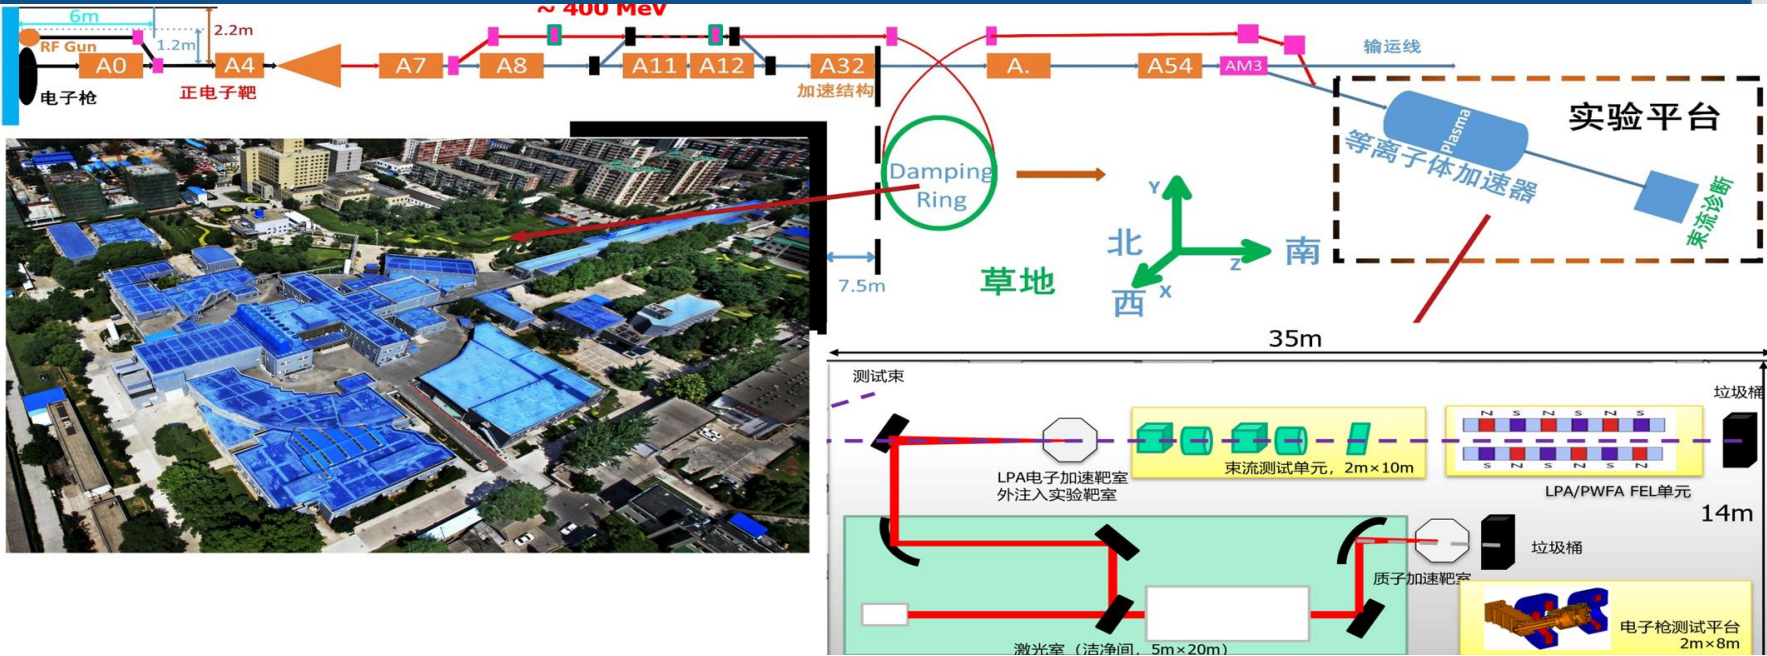 ~ 400 MeV
6m
2.2m
1.2m
RF Gun
A0
A4
A7
A8
A11
A12
A32
A.
A54
AM3
输运线
电子枪
正电子靶
加速结构
实验平台
Plasma
等离子体加速器
束流诊断
Damping
Ring
Y
北
Z
南
西
X
草地
7.5m
35m
测试束
垃圾桶
N S N S N S
S N S N S N
LPA电子加速靶室
外注入实验靶室
束流测试单元，2m×10m
LPA/PWFA FEL单元
14m
垃圾桶
质子加速靶室
电子枪测试平台
2m×8m
激光室（洁净间，5m×20m）